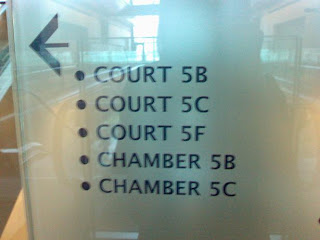 • COURT 5B
• COURT 5C
• COURT 5F
• CHAMBER 5B
• CHAMBER 5C